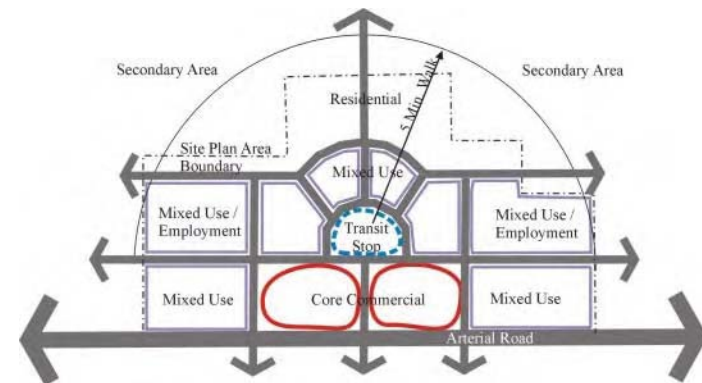 Secondary Area
Secondary Area
5 Min. Walk
Residential
Site Plan Area
Boundary
Mixed Use
Mixed Use /
Employment
Transit
Stop
Mixed Use /
Employment
Mixed Use
Core Commercial
Mixed Use
Arterial Road